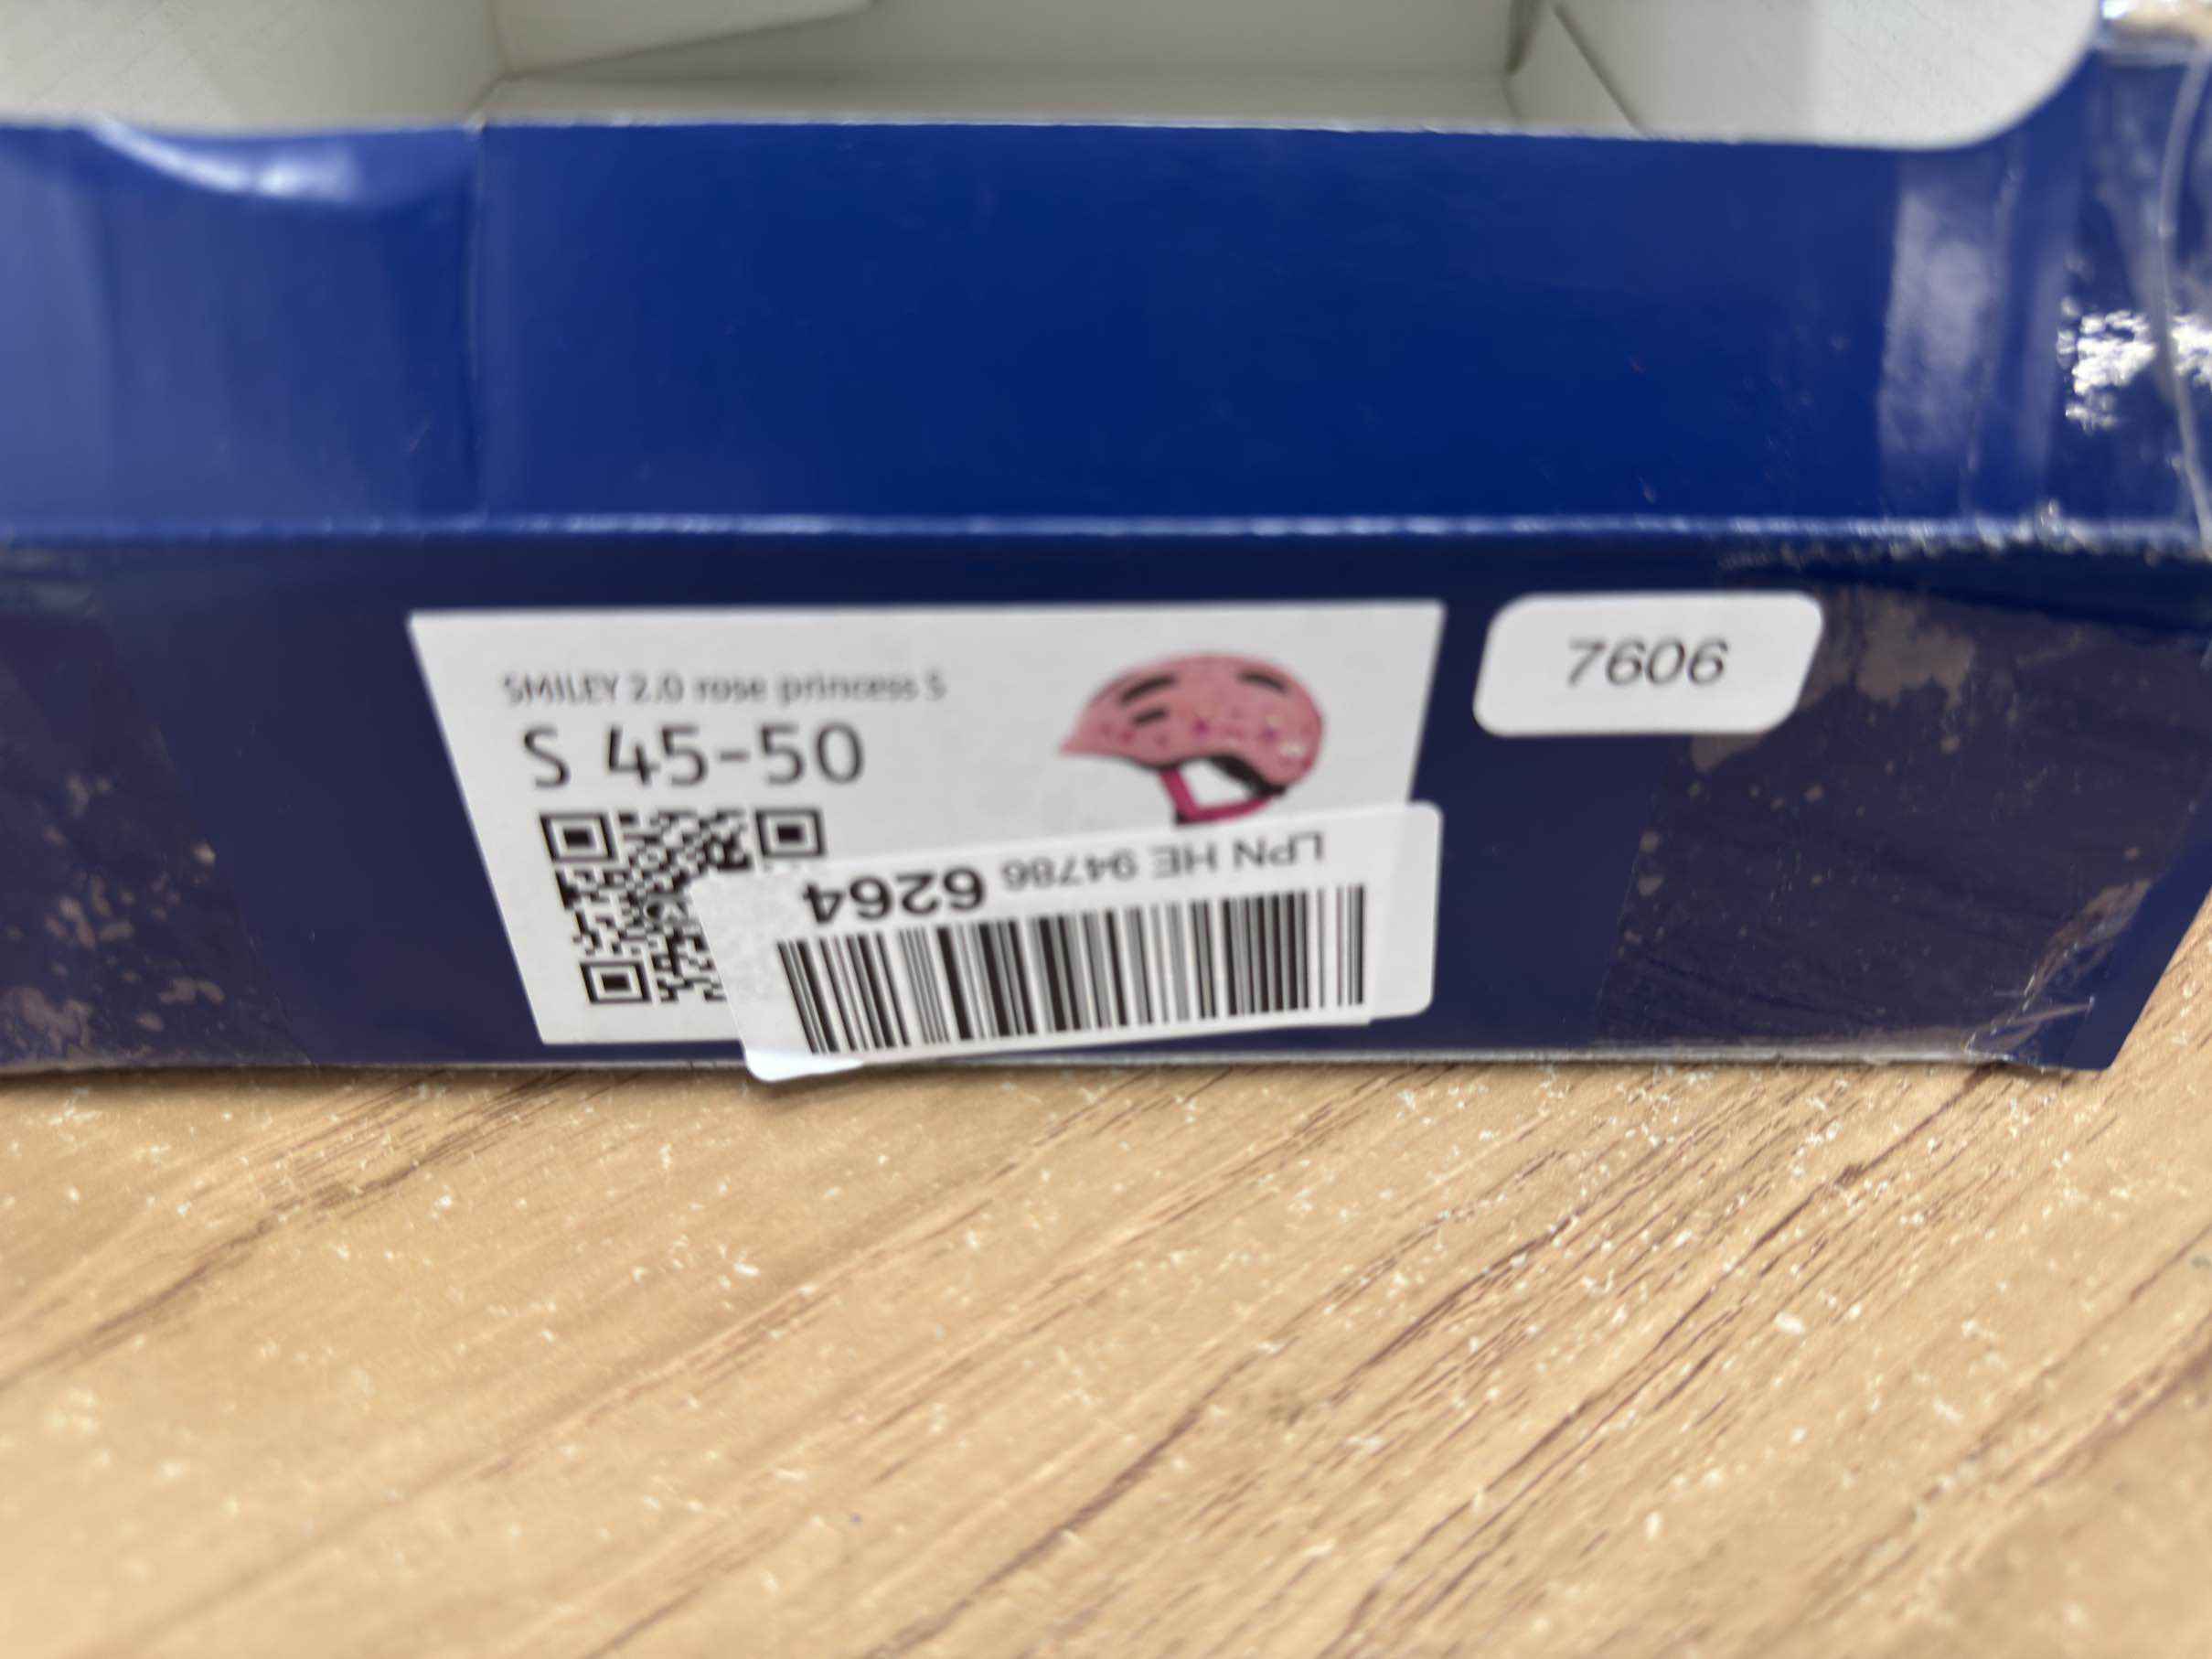 SMILEY 2.0 rose princess S
S 45-50
7606
LPN HE 94786 6264